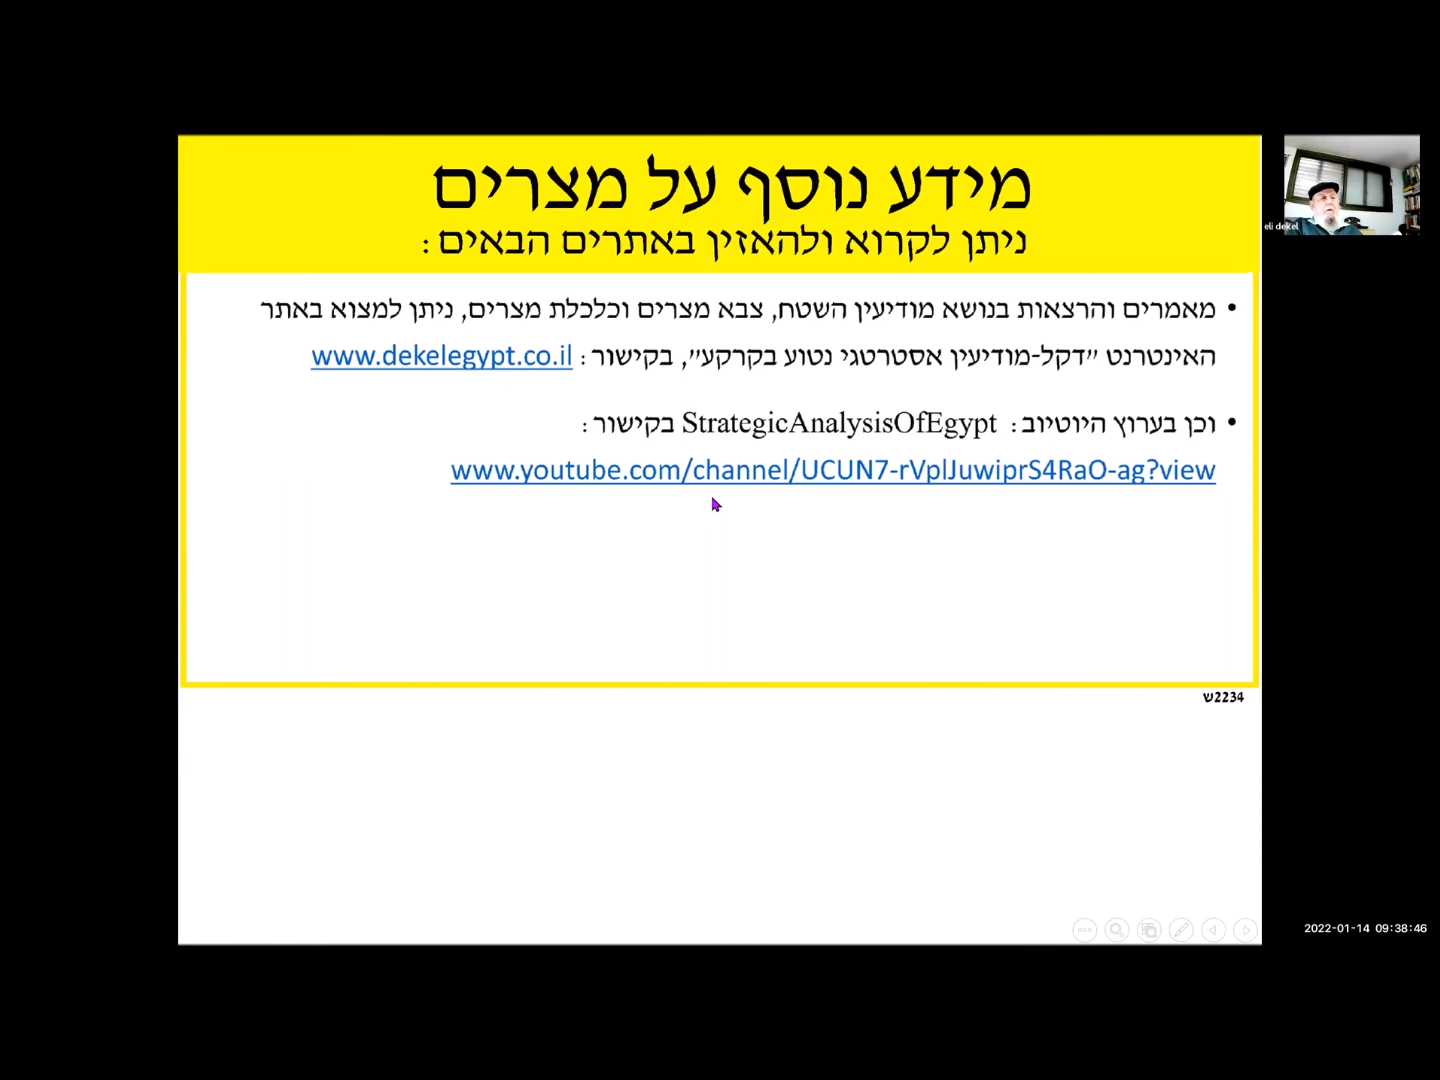 מידע נוסף על מצרים
ניתן לקרוא ולהאזין באתרים הבאים:
• מאמרים והרצאות בנושא מודיעין השטח, צבא מצרים וכלכלת מצרים, ניתן למצוא באתר
האינטרנט "דקל-מודיעין אסטרטגי נטוע בקרקע", בקישור: www.dekelegypt.co.il
• וכן בערוץ היוטיוב: StrategicAnalysisOfEgypt בקישור:
www.youtube.com/channel/UCUN7-rVplJuwiprS4RaO-ag?view
2234ש
eli dekel
2022-01-14 09:38:46